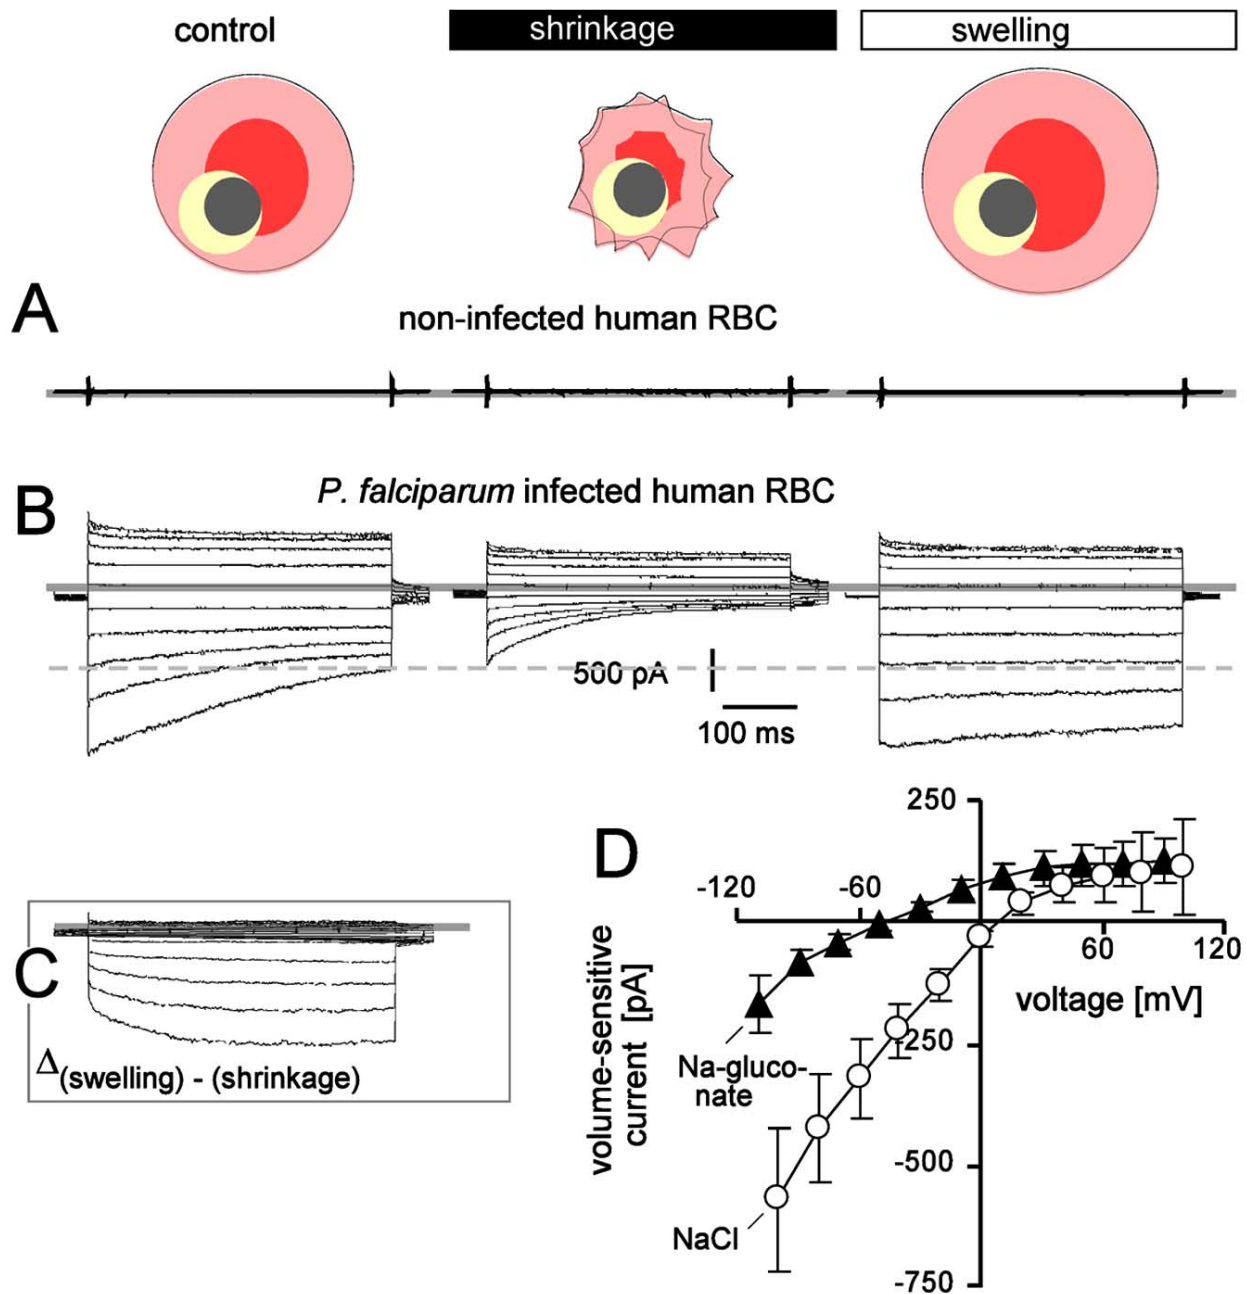 control
shrinkage
swelling
A
non-infected human RBC
B
P. falciparum infected human RBC
500 pA
100 ms
C
Δ(swelling) - (shrinkage)
D
250
-120
-60
60
120
voltage [mV]
volume-sensitive
current [pA]
-250
-500
-750
Na-gluco-
nate
NaCl